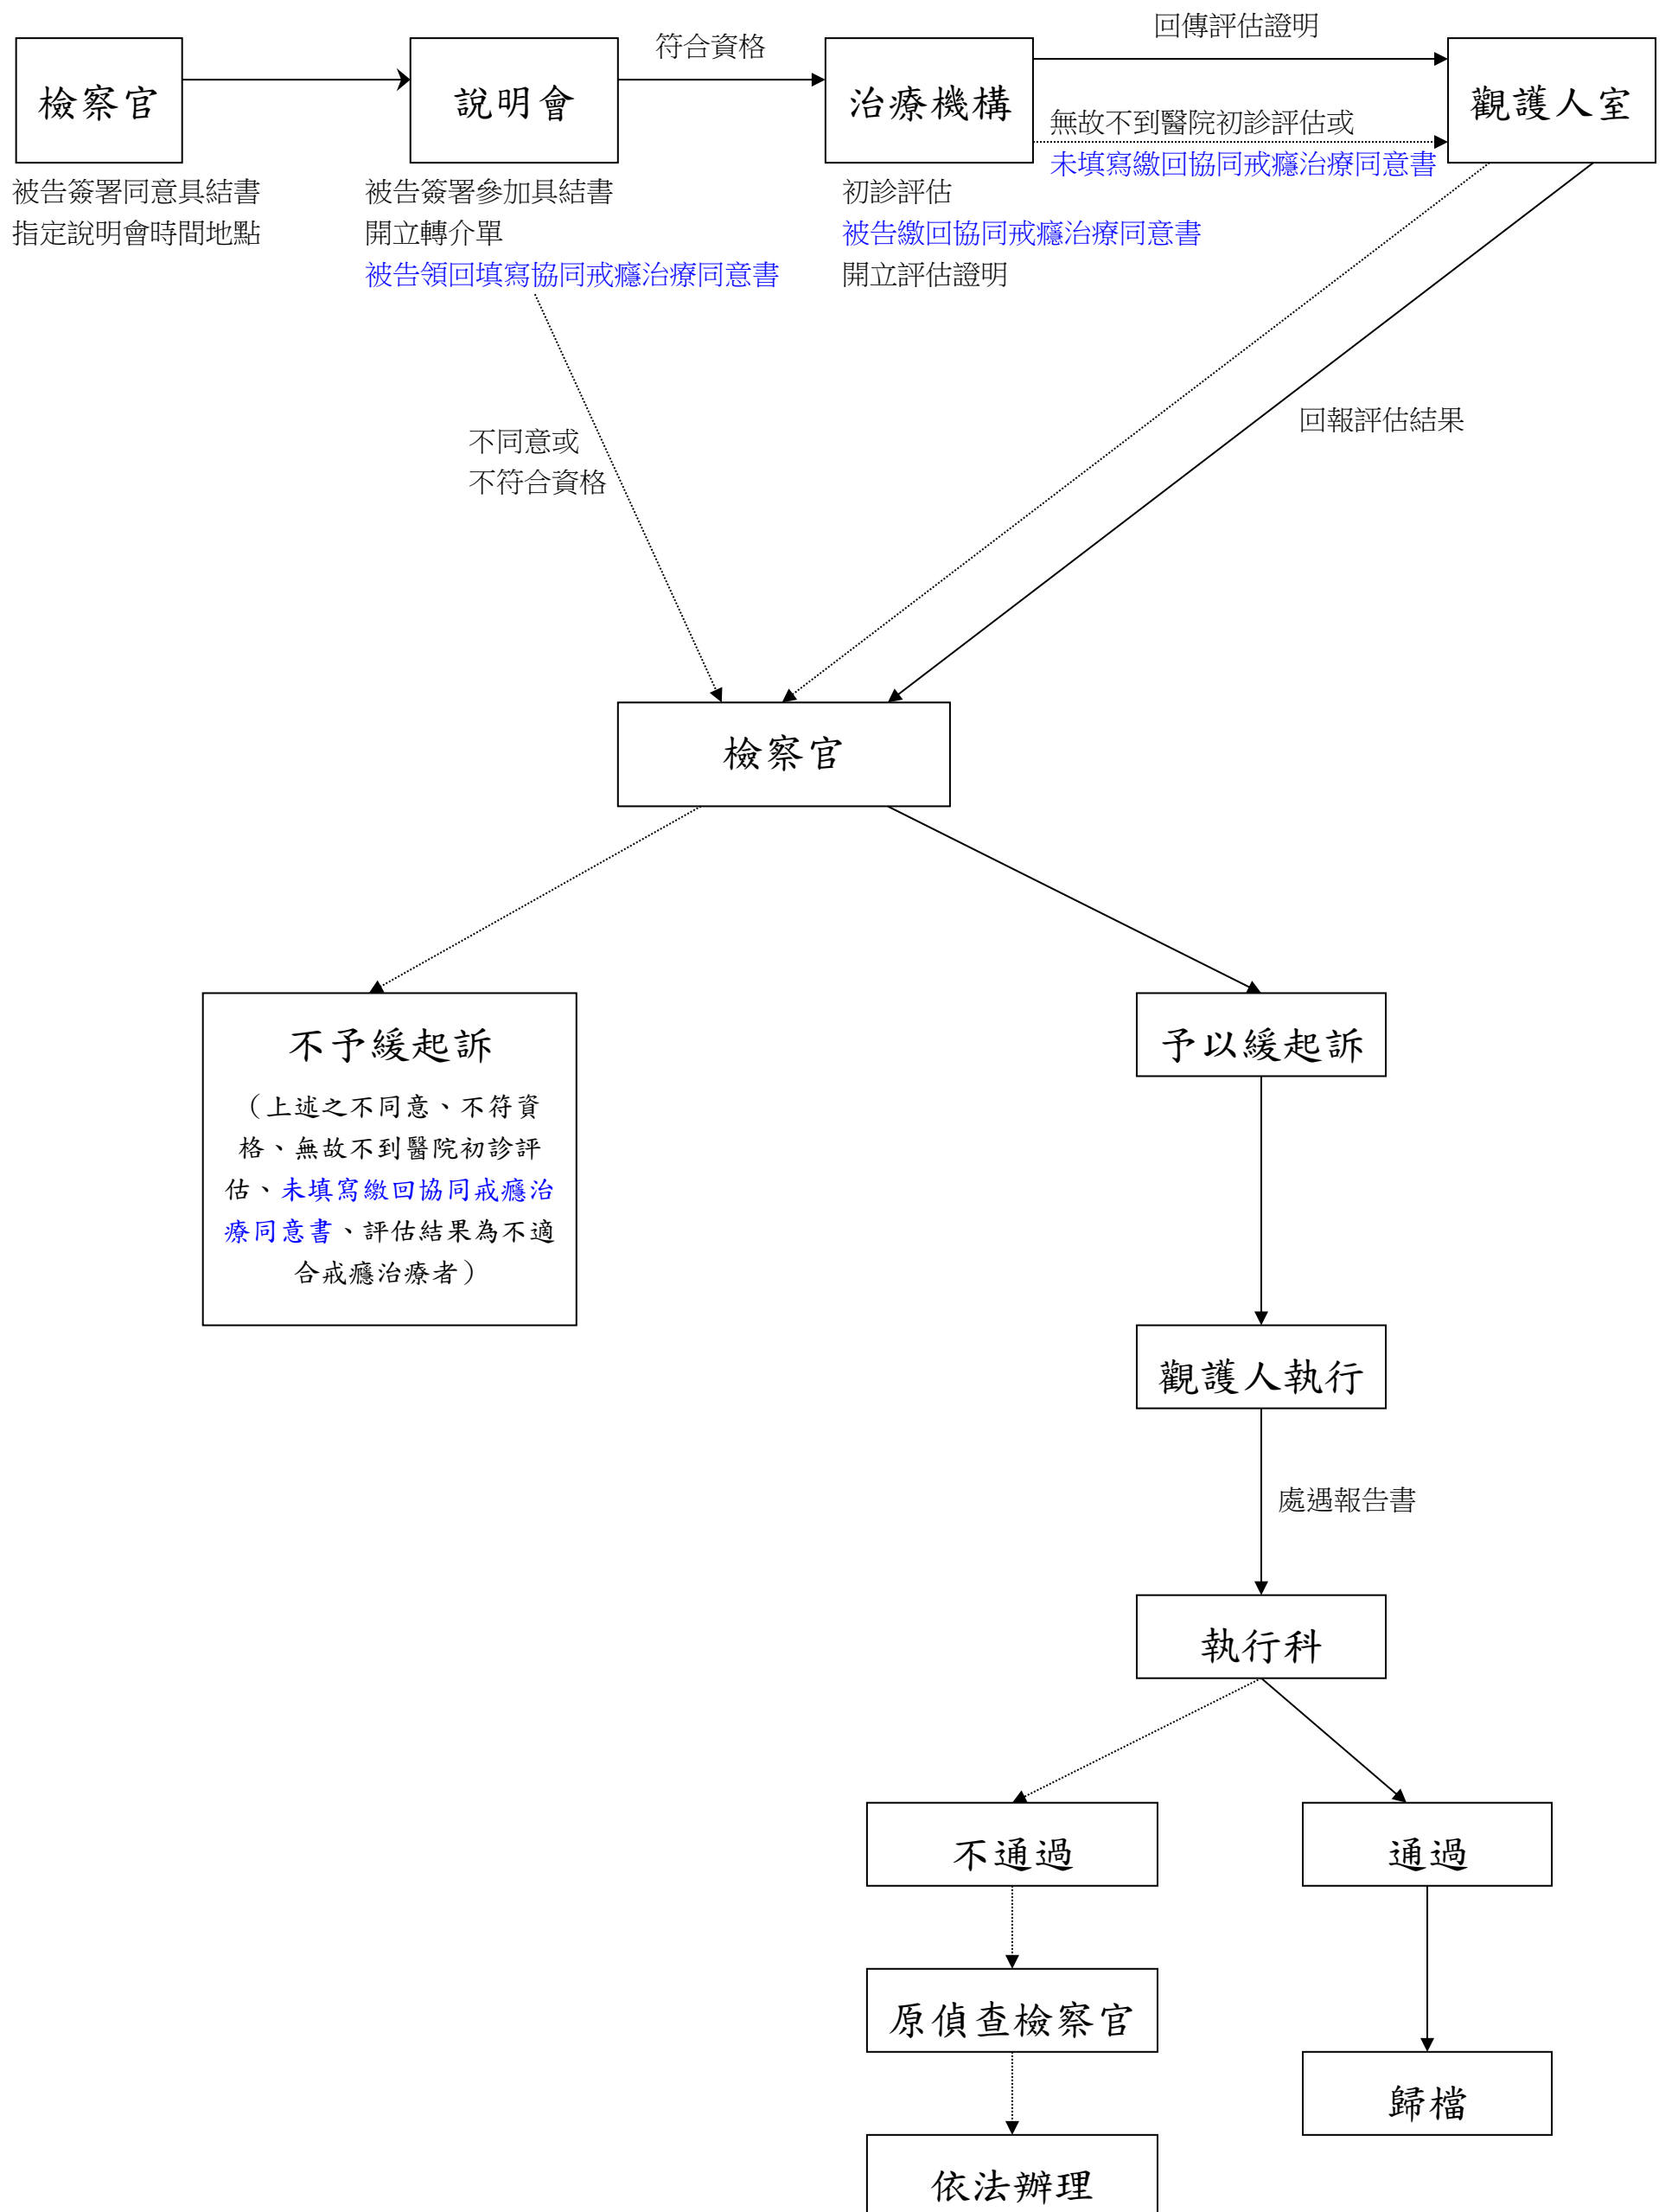 回傳評估證明
符合資格
檢察官
說明會
治療機構
觀護人室
無故不到醫院初診評估或
未填寫繳回協同戒癮治療同意書
被告簽署同意具結書
指定說明會時間地點
被告簽署參加具結書
開立轉介單
被告領回填寫協同戒癮治療同意書
初診評估
被告繳回協同戒癮治療同意書
開立評估證明
不同意或
不符合資格
回報評估結果
檢察官
不予緩起訴
（上述之不同意、不符資
格、無故不到醫院初診評
估、未填寫繳回協同戒癮治
療同意書、評估結果為不適
合戒癮治療者）
予以緩起訴
觀護人執行
處遇報告書
執行科
不通過
通過
原偵查檢察官
歸檔
依法辦理